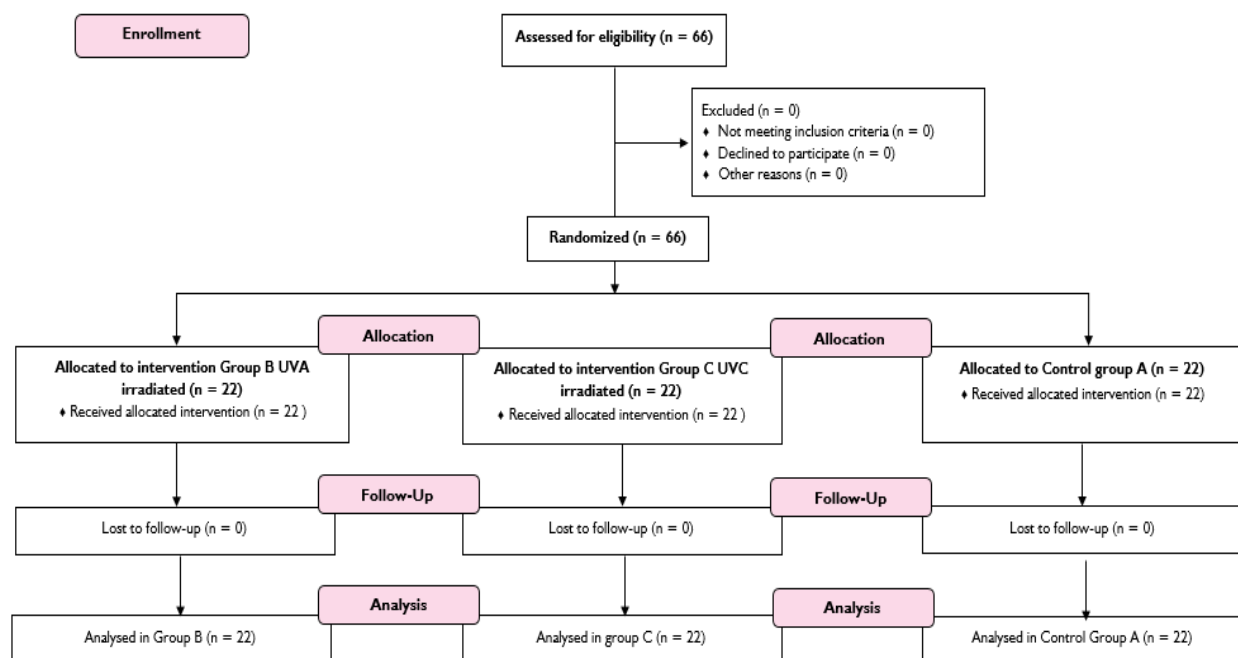 Enrollment
Assessed for eligibility (n = 66)
Excluded (n = 0)
♦ Not meeting inclusion criteria (n = 0)
♦ Declined to participate (n = 0)
♦ Other reasons (n = 0)
Randomized (n = 66)
Allocation
Allocation
Allocated to intervention Group B UVA
irradiated (n = 22)
♦ Received allocated intervention (n = 22 )
Allocated to intervention Group C UVC
irradiated (n = 22)
♦ Received allocated intervention (n = 22 )
Allocated to Control group A (n = 22)
♦ Received allocated intervention (n = 22)
Follow-Up
Follow-Up
Lost to follow-up (n = 0)
Lost to follow-up (n = 0)
Lost to follow-up (n = 0)
Analysis
Analysis
Analysed in Group B (n = 22)
Analysed in group C (n = 22)
Analysed in Control Group A (n = 22)